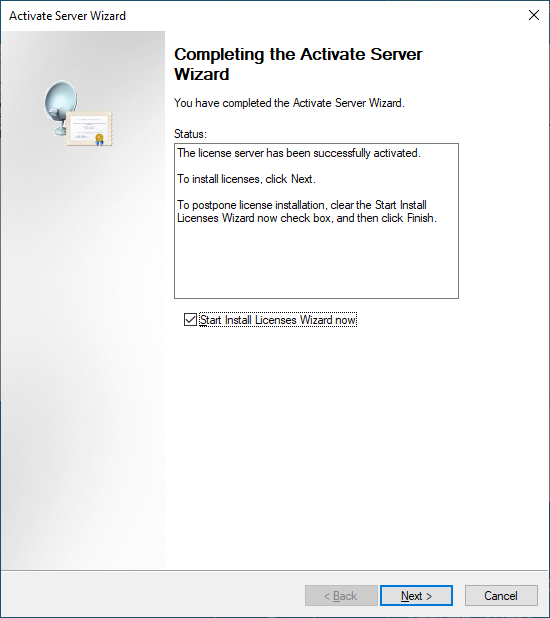 Activate Server Wizard
Completing the Activate Server
Wizard
You have completed the Activate Server Wizard.
Status:
The license server has been successfully activated.
To install licenses, click Next.
To postpone license installation, clear the Start Install
Licenses Wizard now check box, and then click Finish.
Start Install Licenses Wizard now
< Back
Next >
Cancel